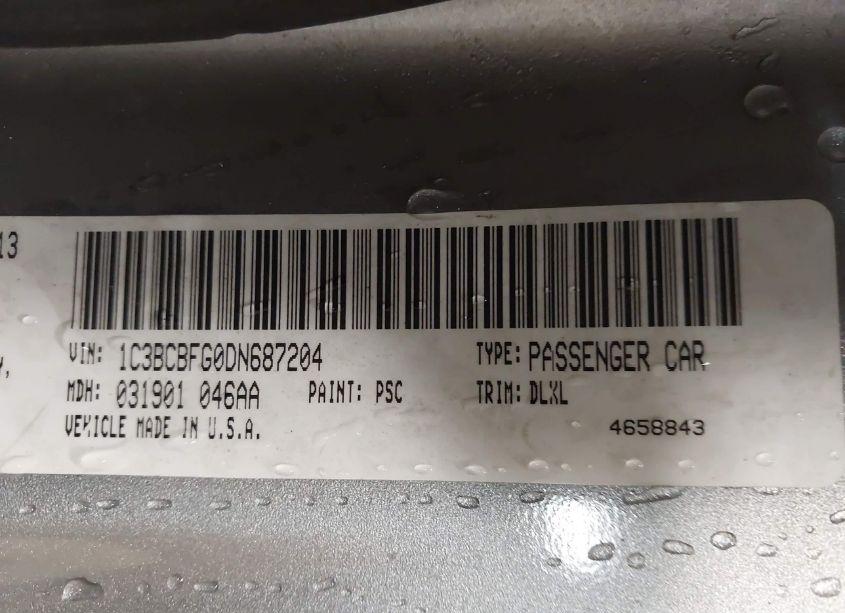 13
VIN: 1C3BCBFG0DN687204 TYPE: PASSENGER CAR
MDH: 031901 046AA PAINT: PSC TRIM: DLXL
VEHICLE MADE IN U.S.A. 4658843